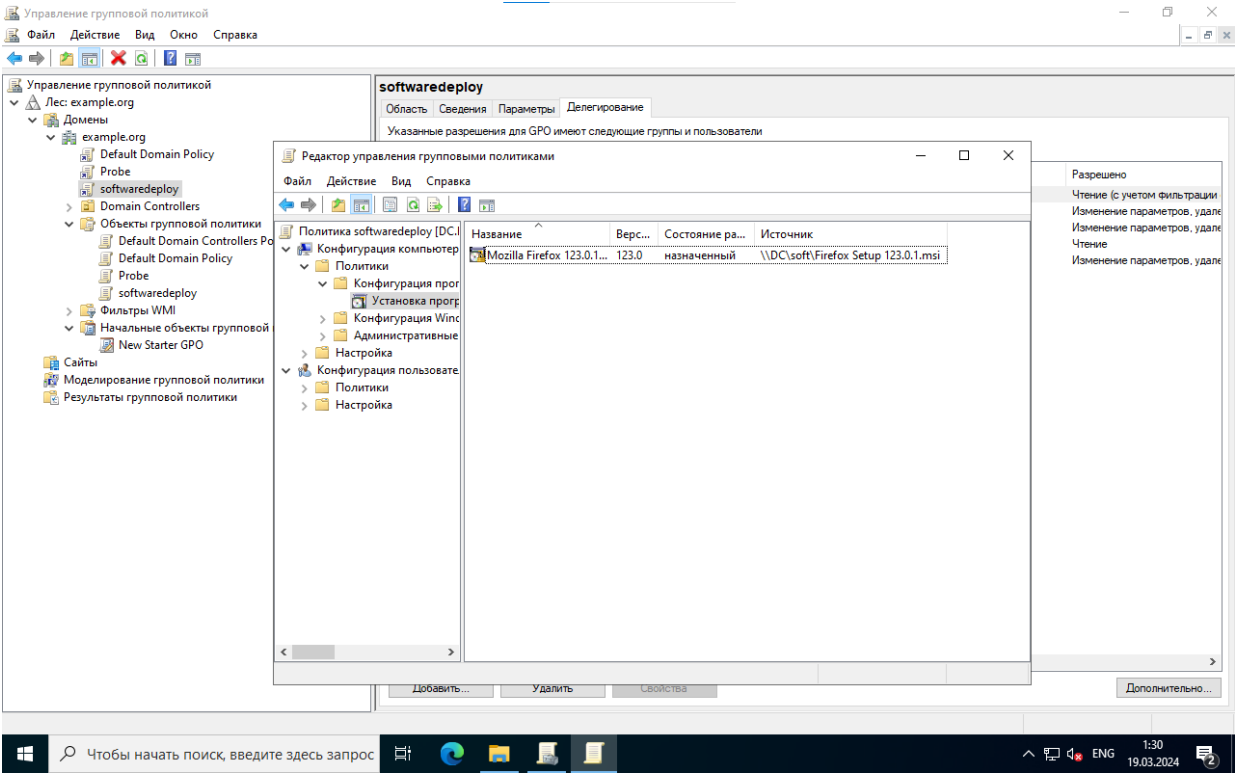 Управление групповой политикой
Файл Действие Вид Окно Справка
Управление групповой политикой
Лес: example.org
Домены
example.org
Default Domain Policy
Probe
softwaredeploy
Domain Controllers
Объекты групповой политики
Default Domain Controllers Po
Default Domain Policy
Probe
softwaredeploy
Фильтры WMI
Начальные объекты групповой
New Starter GPO
Сайты
Моделирование групповой политики
Результаты групповой политики
softwaredeploy
Область Сведения Параметры Делегирование
Указанные разрешения для GPO имеют следующие группы и пользователи
Разрешено
Чтение (с учетом фильтрации
Изменение параметров, удале
Изменение параметров, удале
Чтение
Изменение параметров, удале
Редактор управления групповыми политиками
Файл Действие Вид Справка
Политика softwaredeploy [DC.
Конфигурация компьютер
Политики
Конфигурация прог
Установка прогр
Конфигурация Winc
Административные
Настройка
Конфигурация пользовате
Политики
Настройка
Название Верс... Состояние ра... Источник
Mozilla Firefox 123.0.1... 123.0 назначенный \\DC\soft\Firefox Setup 123.0.1.msi
Добавить... Удалить Свойства Дополнительно...
Чтобы начать поиск, введите здесь запрос
ENG
1:30
19.03.2024
2